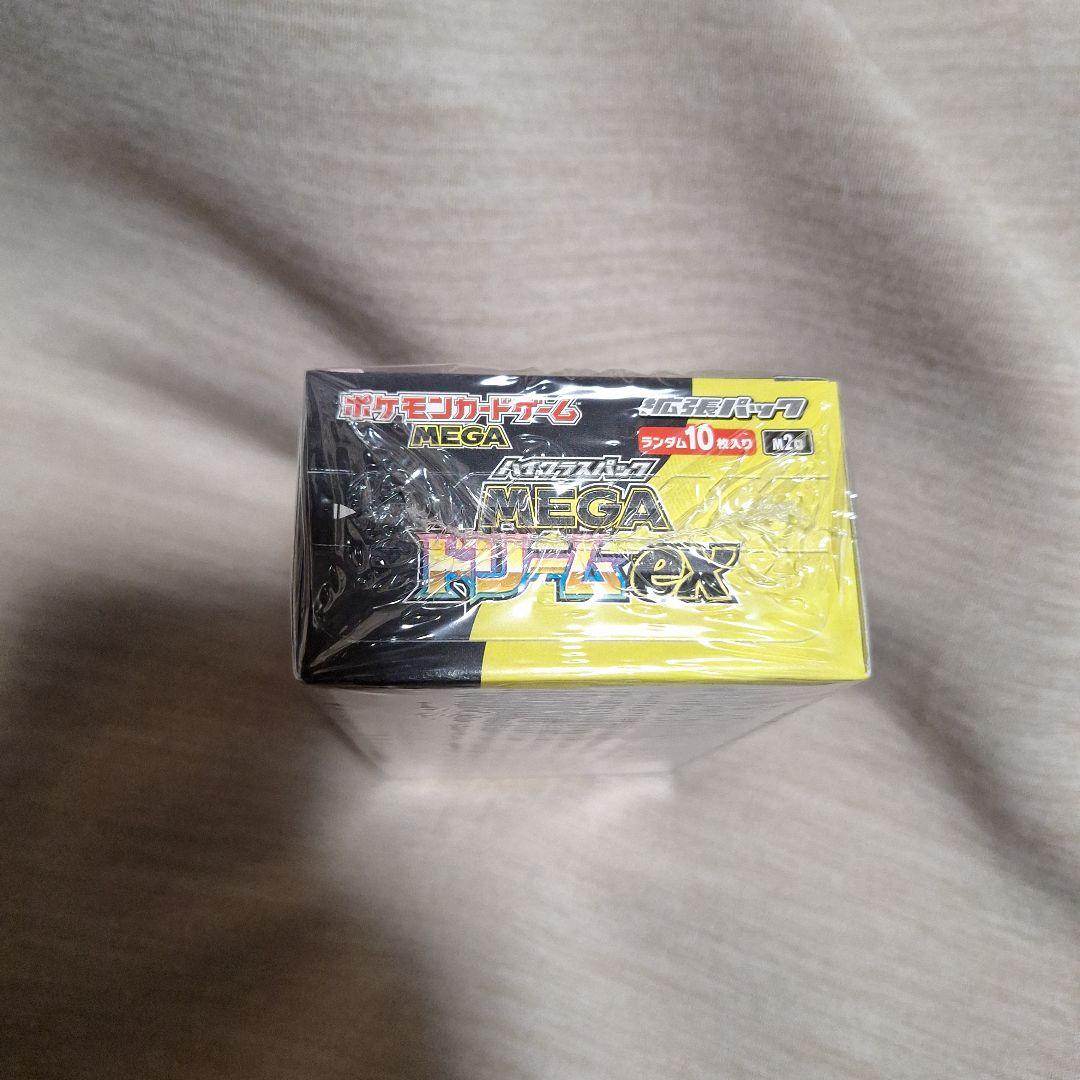 ポケモンカードゲーム
MEGA
拡張パック
ランダム10枚入り
M2a
ハイクラスパック
MEGA
ドリームex